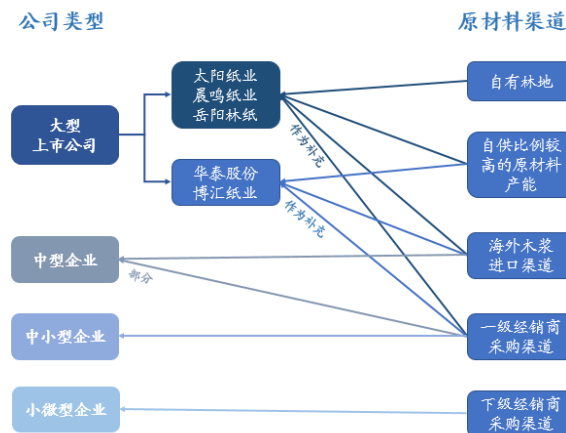 公司类型
原材料渠道
太阳纸业
晨鸣纸业
岳阳林纸
自有林地
大型
上市公司
作为补充
自供比例较
高的原材料
产能
华泰股份
博汇纸业
作为补充
中型企业
海外木浆
进口渠道
部分
中小型企业
一级经销商
采购渠道
小微型企业
下级经销商
采购渠道